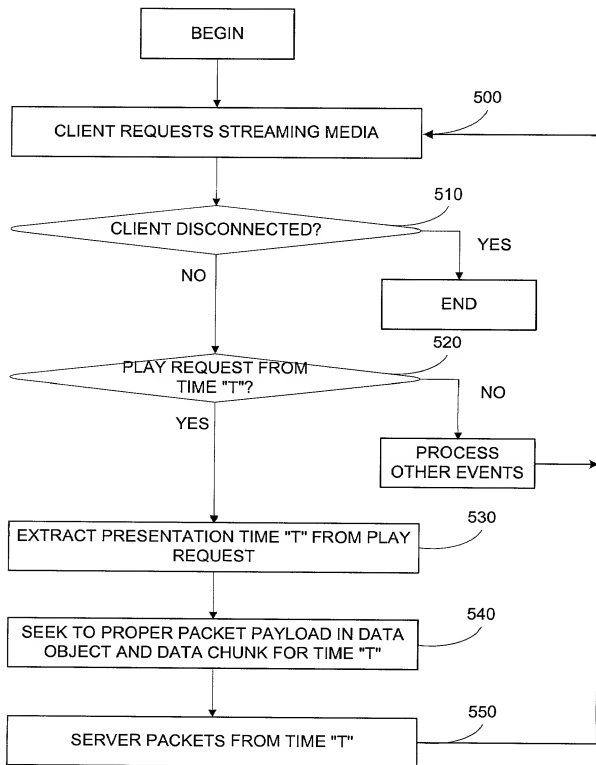 BEGIN
500
CLIENT REQUESTS STREAMING MEDIA
510
CLIENT DISCONNECTED?
YES
NO
END
520
PLAY REQUEST FROM
TIME "T"?
NO
YES
PROCESS
OTHER EVENTS
530
EXTRACT PRESENTATION TIME "T" FROM PLAY
REQUEST
540
SEEK TO PROPER PACKET PAYLOAD IN DATA
OBJECT AND DATA CHUNK FOR TIME "T"
550
SERVER PACKETS FROM TIME "T"